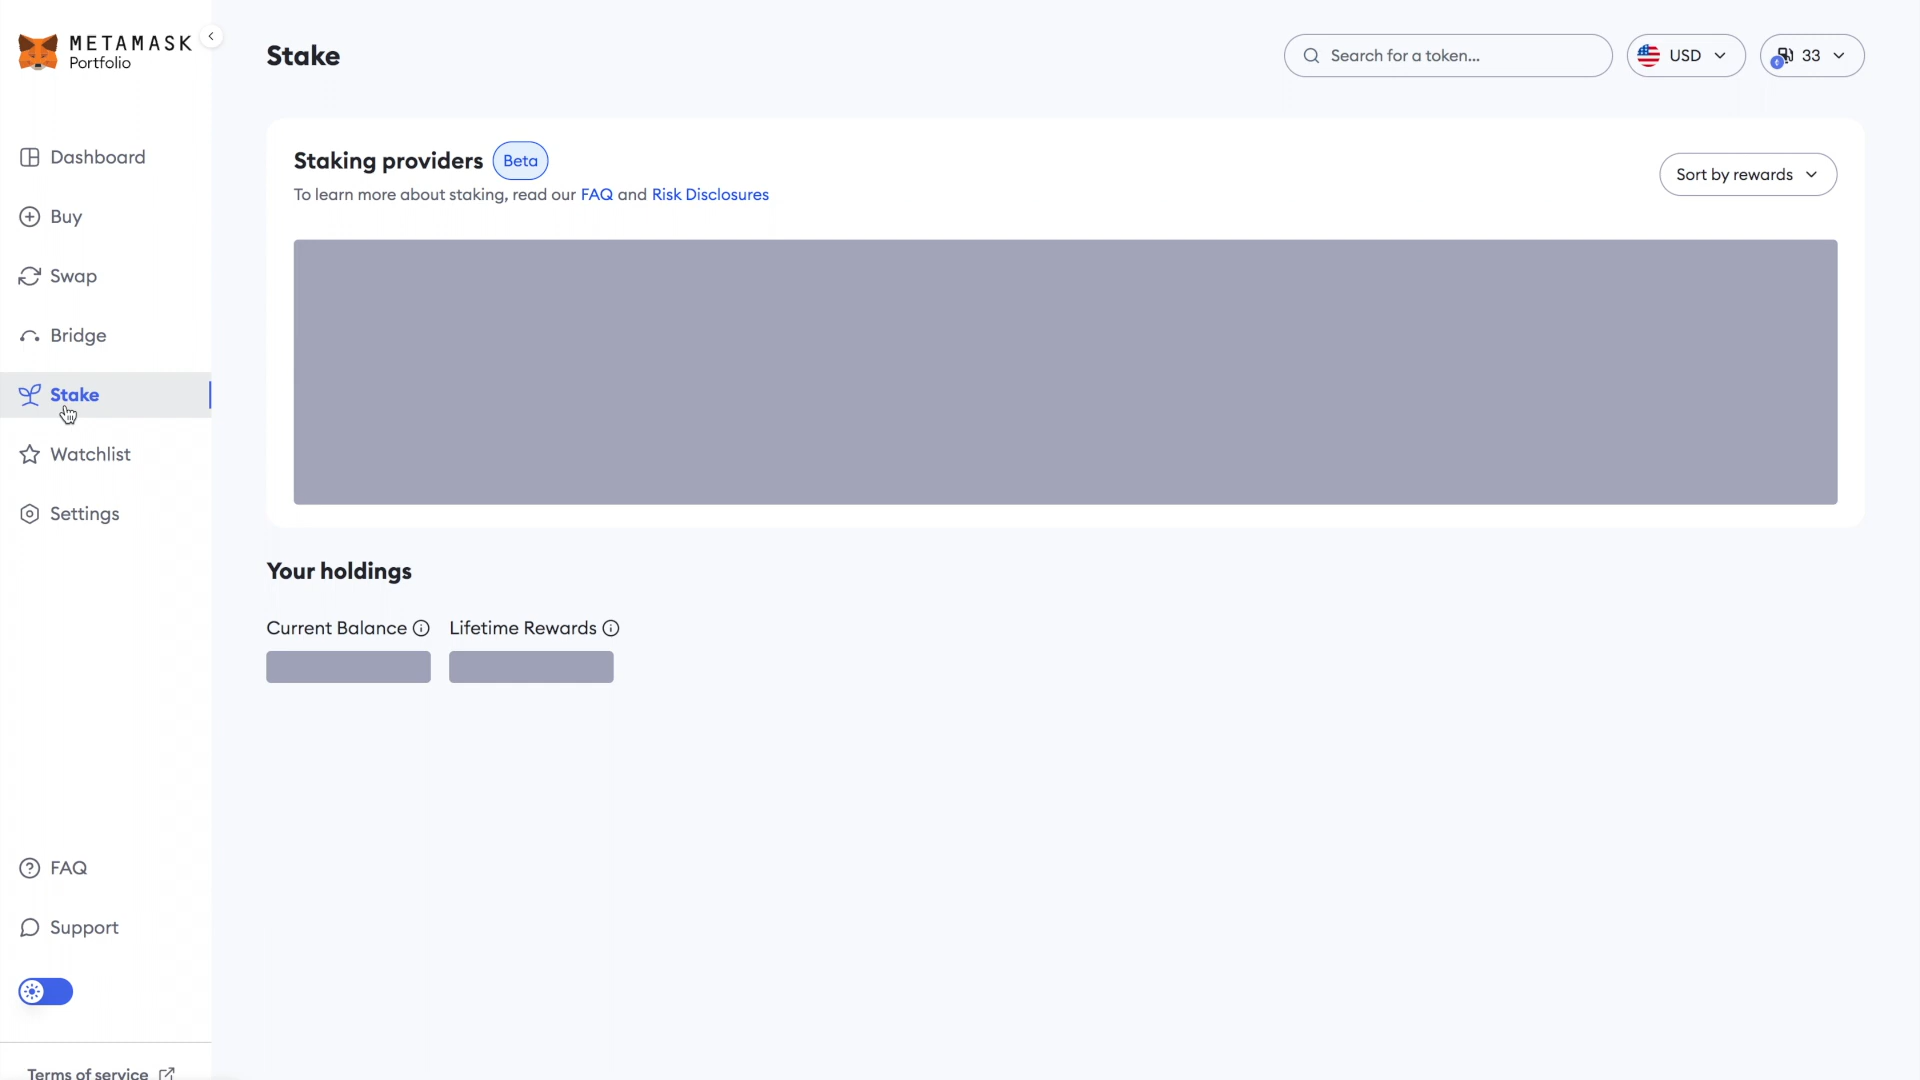 METAMASK
Portfolio
Dashboard
Buy
Swap
Bridge
Stake
Watchlist
Settings
FAQ
Support
Terms of service
Stake
Search for a token...
USD
33
Staking providers
Beta
To learn more about staking, read our FAQ and Risk Disclosures
Sort by rewards
Your holdings
Current Balance
Lifetime Rewards